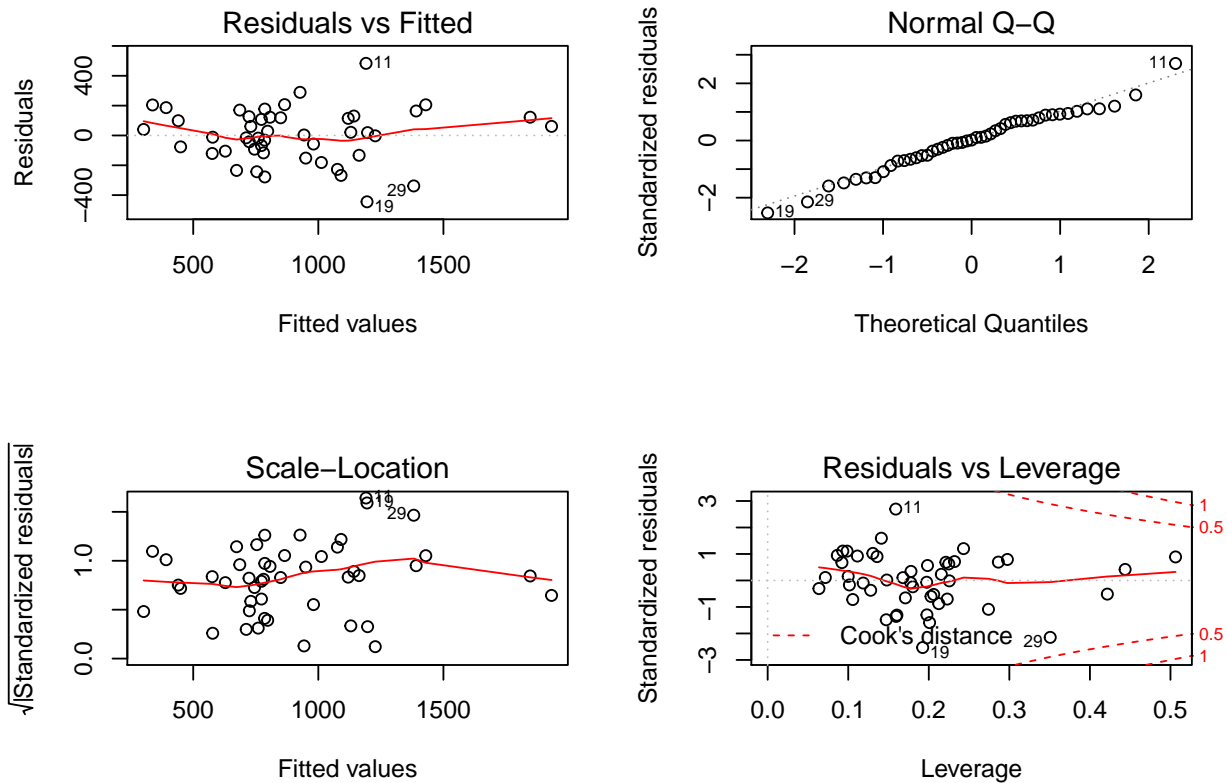 Residuals vs Fitted
Residuals
400
0
−400
11
29
19
500 1000 1500
Fitted values
Normal Q−Q
Standardized residuals
2
0
−2
11
19
29
−2 −1 0 1 2
Theoretical Quantiles
Scale−Location
√|Standardized residuals|
1.0
0.0
11
19
29
500 1000 1500
Fitted values
Residuals vs Leverage
Standardized residuals
3
1
−1
−3
11
1
0.5
0.5
1
Cook's distance
29
19
0.0 0.1 0.2 0.3 0.4 0.5
Leverage